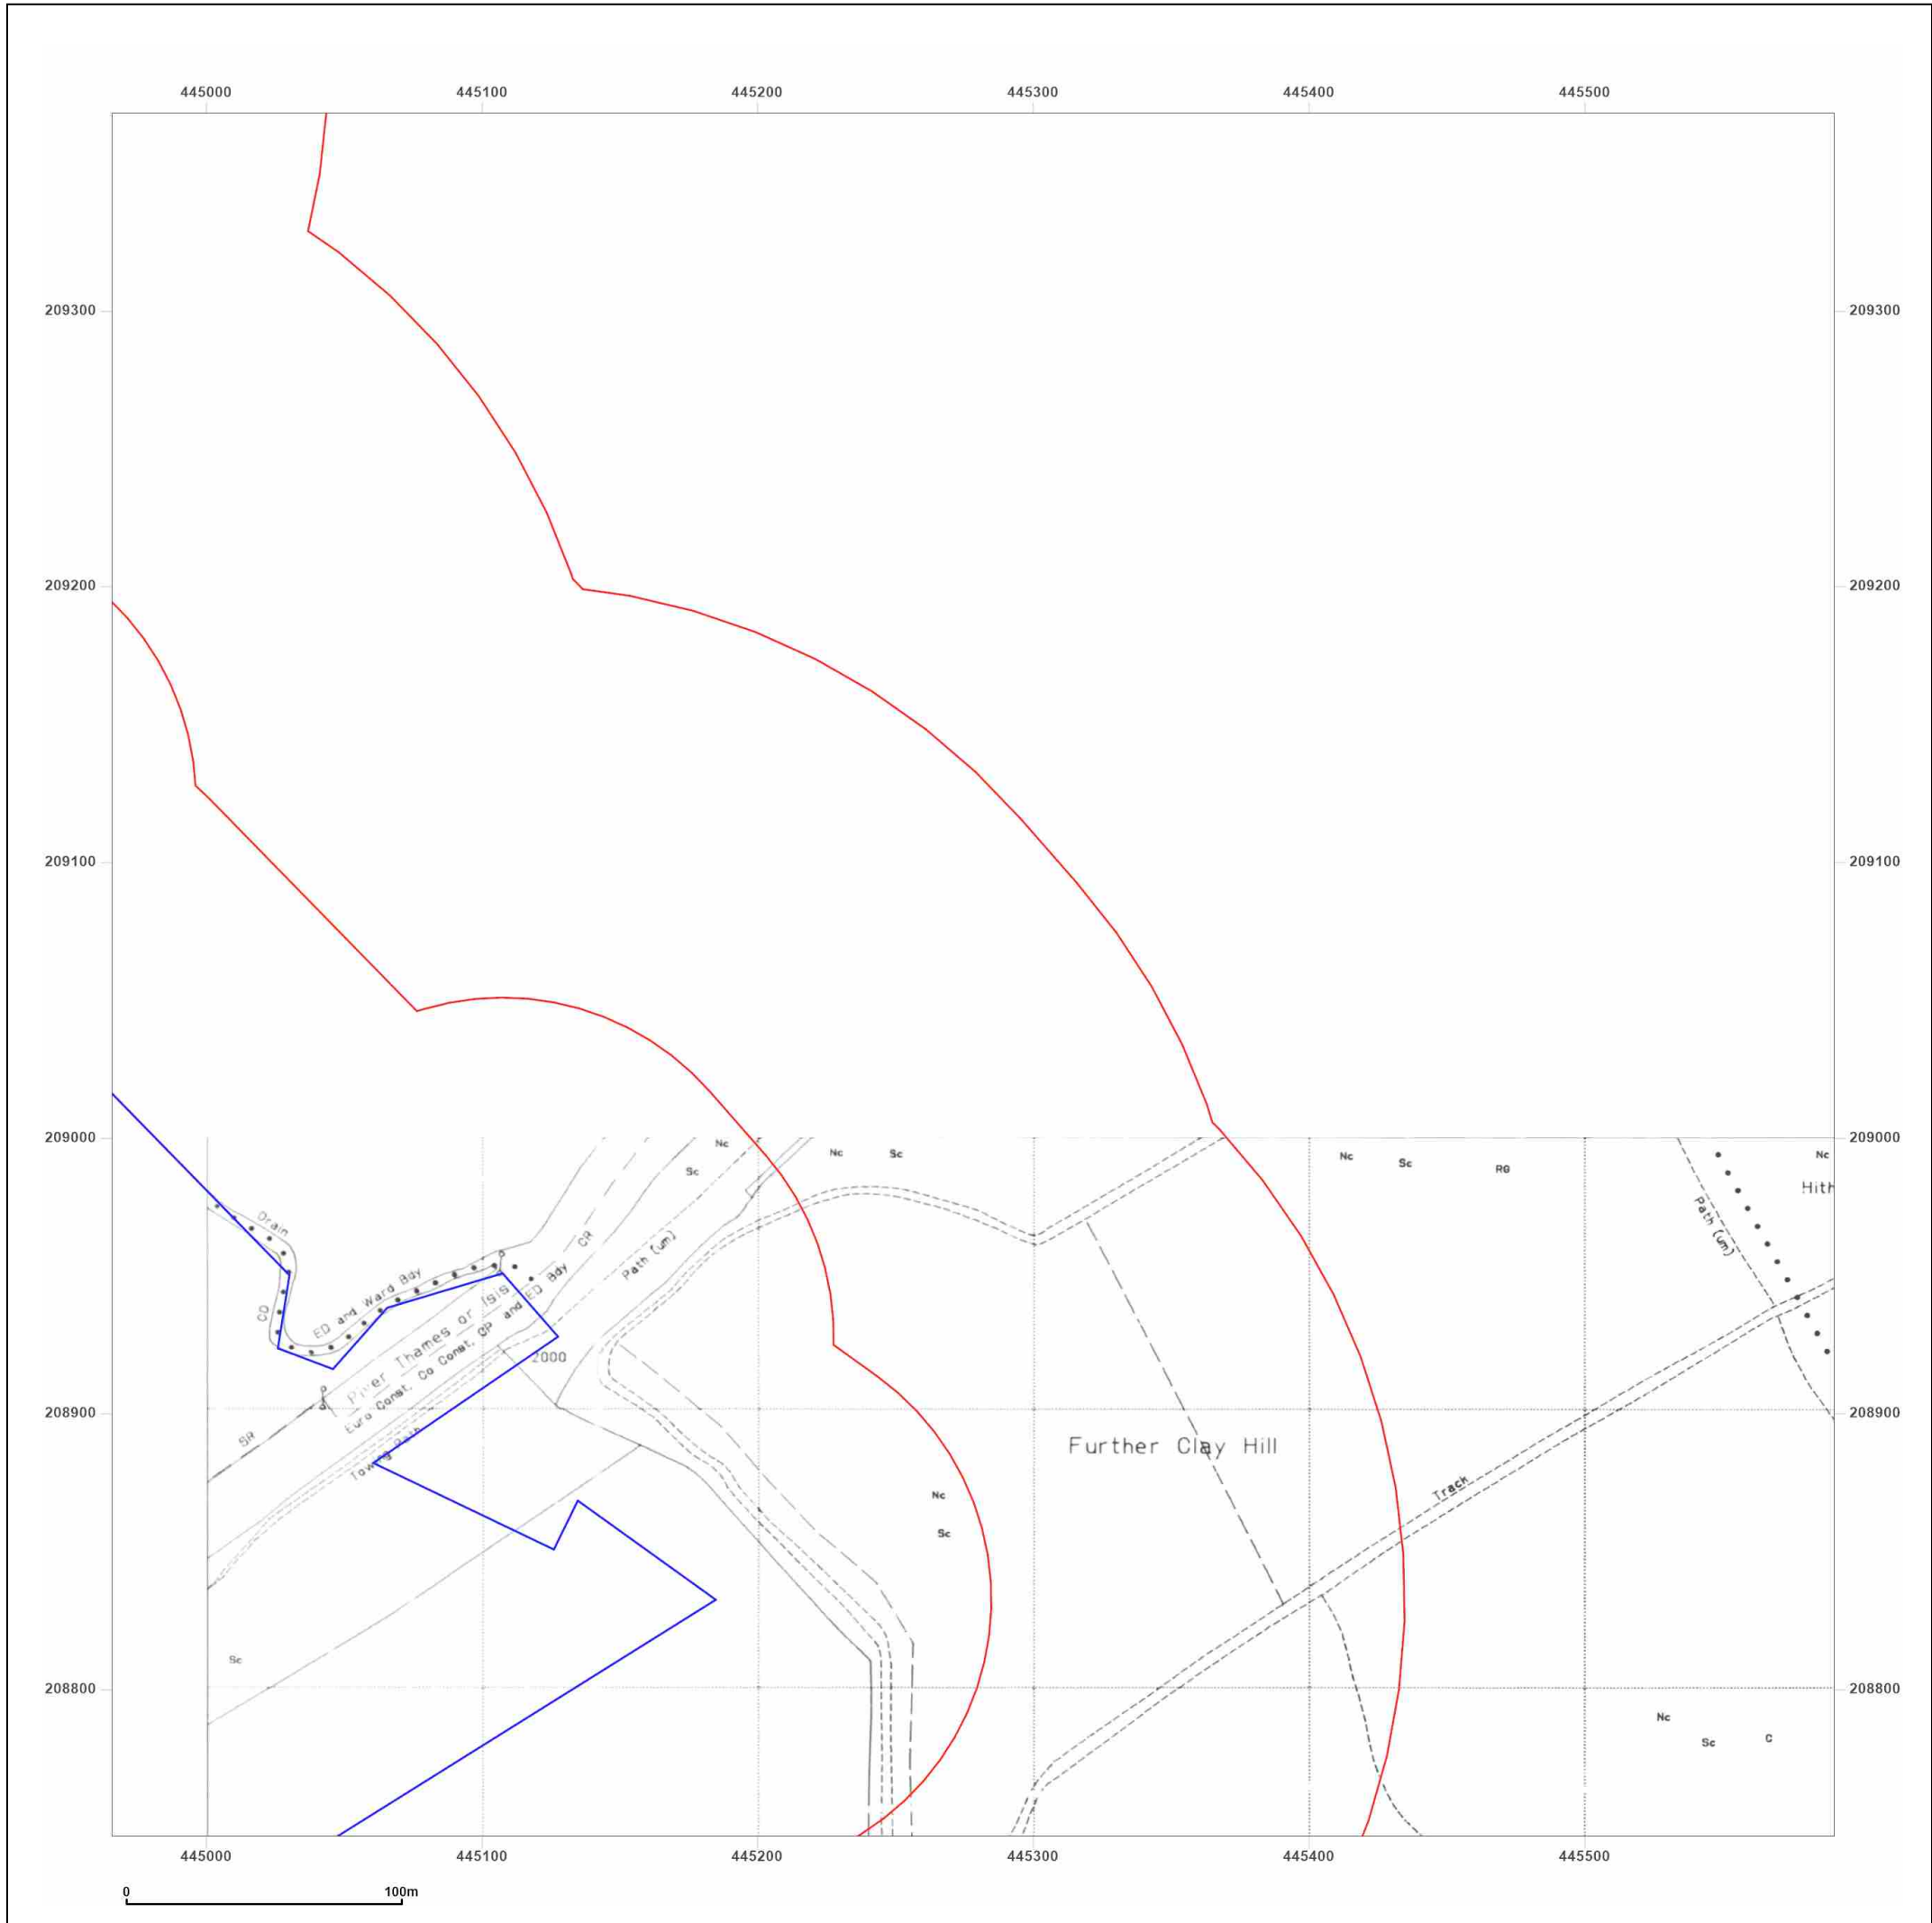 445000 445100 445200 445300 445400 445500
209300 209300
209200 209200
209100 209100
209000 209000
Nc Nc Sc Nc Sc RG Nc
Sc
Hith
Drain
CR
Path (um)
Path (um)
CD
ED and Ward Bdy
River Thames or Isis
Euro Const, Co Const, CP and ED Bdy
2000
208900 208900
SR
Towing Path
Further Clay Hill
Track
Nc
Sc
Sc
208800 208800
Nc
Sc C
445000 445100 445200 445300 445400 445500
0 100m